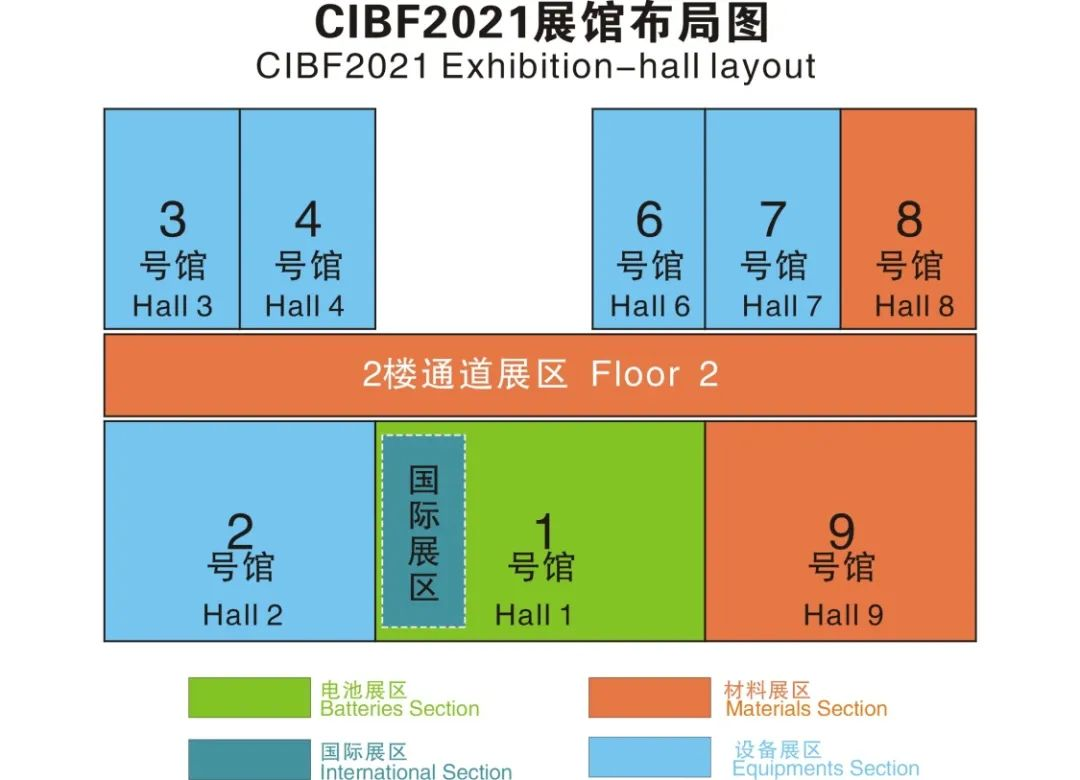 CIBF2021展馆布局图
CIBF2021 Exhibition-hall layout
3
号馆
Hall 3
4
号馆
Hall 4
6
号馆
Hall 6
7
号馆
Hall 7
8
号馆
Hall 8
2楼通道展区 Floor 2
2
号馆
Hall 2
国
际
展
区
1
号馆
Hall 1
9
号馆
Hall 9
电池展区
Batteries Section
材料展区
Materials Section
国际展区
International Section
设备展区
Equipments Section